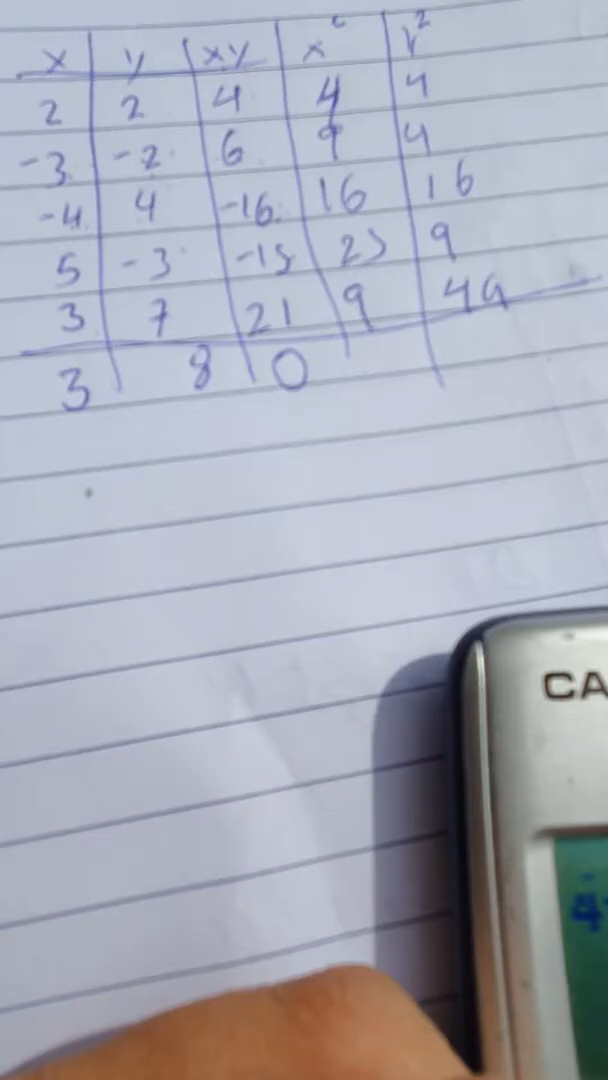 x y xy x² y²
2 2 4 4 4
-3 -2 6 9 4
-4 4 -16 16 16
5 -3 -15 25 9
3 7 21 9 49
3 8 0
CA